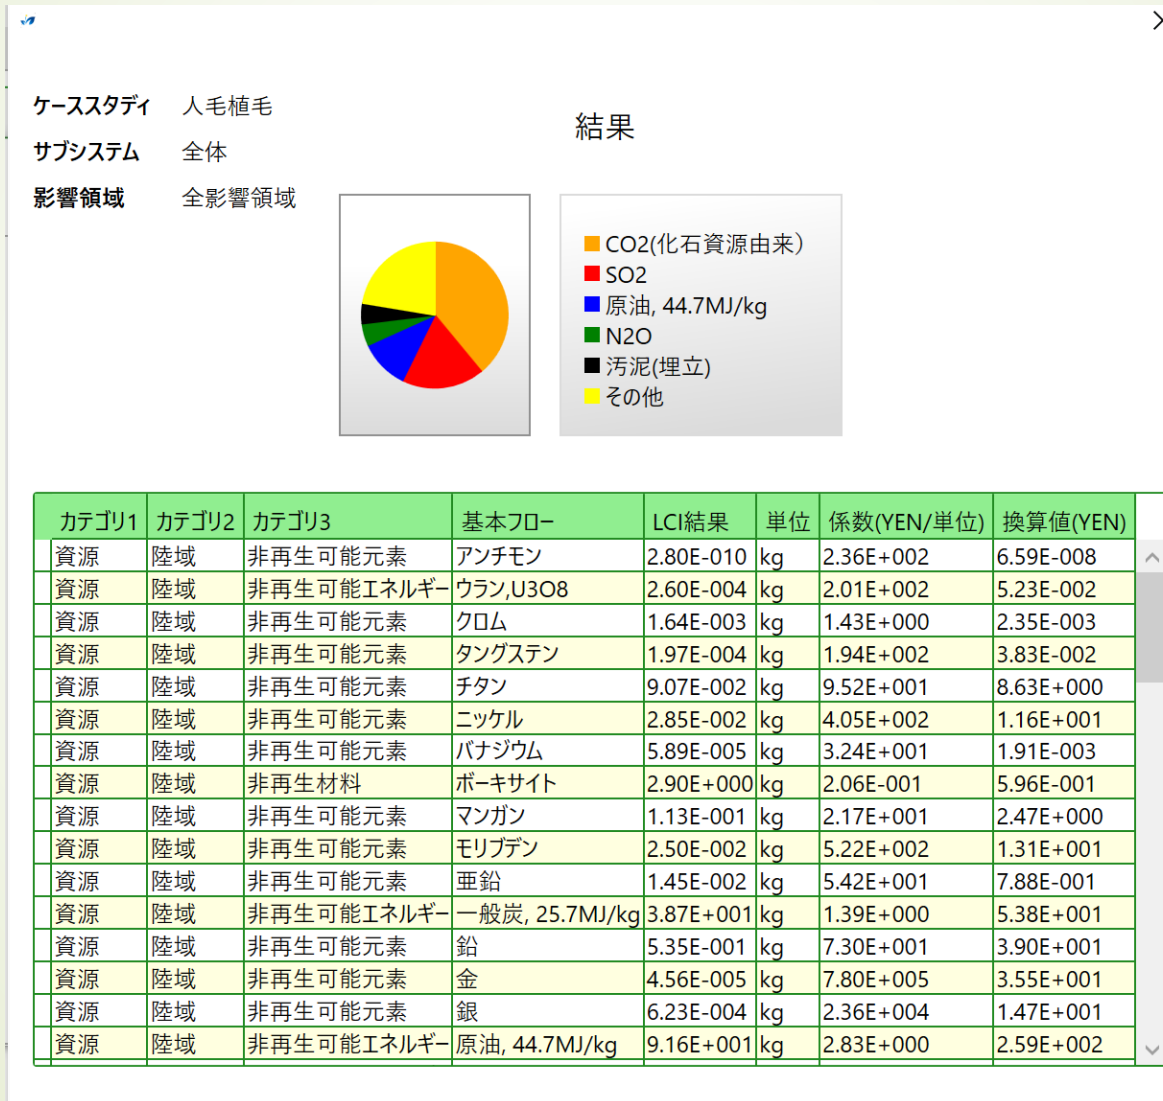 ケーススタディ 人毛植毛
結果
サブシステム 全体
影響領域 全影響領域
CO2(化石資源由来)
SO2
原油, 44.7MJ/kg
N2O
汚泥(埋立)
その他
カテゴリ1 カテゴリ2 カテゴリ3 基本フロー LCI結果 単位 係数(YEN/単位) 換算値(YEN)
資源 陸域 非再生可能元素 アンチモン 2.80E-010 kg 2.36E+002 6.59E-008
資源 陸域 非再生可能エネルギー ウラン,U3O8 2.60E-004 kg 2.01E+002 5.23E-002
資源 陸域 非再生可能元素 クロム 1.64E-003 kg 1.43E+000 2.35E-003
資源 陸域 非再生可能元素 タングステン 1.97E-004 kg 1.94E+002 3.83E-002
資源 陸域 非再生可能元素 チタン 9.07E-002 kg 9.52E+001 8.63E+000
資源 陸域 非再生可能元素 ニッケル 2.85E-002 kg 4.05E+002 1.16E+001
資源 陸域 非再生可能元素 バナジウム 5.89E-005 kg 3.24E+001 1.91E-003
資源 陸域 非再生材料 ボーキサイト 2.90E+000 kg 2.06E-001 5.96E-001
資源 陸域 非再生可能元素 マンガン 1.13E-001 kg 2.17E+001 2.47E+000
資源 陸域 非再生可能元素 モリブデン 2.50E-002 kg 5.22E+002 1.31E+001
資源 陸域 非再生可能元素 亜鉛 1.45E-002 kg 5.42E+001 7.88E-001
資源 陸域 非再生可能エネルギー 一般炭, 25.7MJ/kg 3.87E+001 kg 1.39E+000 5.38E+001
資源 陸域 非再生可能元素 鉛 5.35E-001 kg 7.30E+001 3.90E+001
資源 陸域 非再生可能元素 金 4.56E-005 kg 7.80E+005 3.55E+001
資源 陸域 非再生可能元素 銀 6.23E-004 kg 2.36E+004 1.47E+001
資源 陸域 非再生可能エネルギー 原油, 44.7MJ/kg 9.16E+001 kg 2.83E+000 2.59E+002